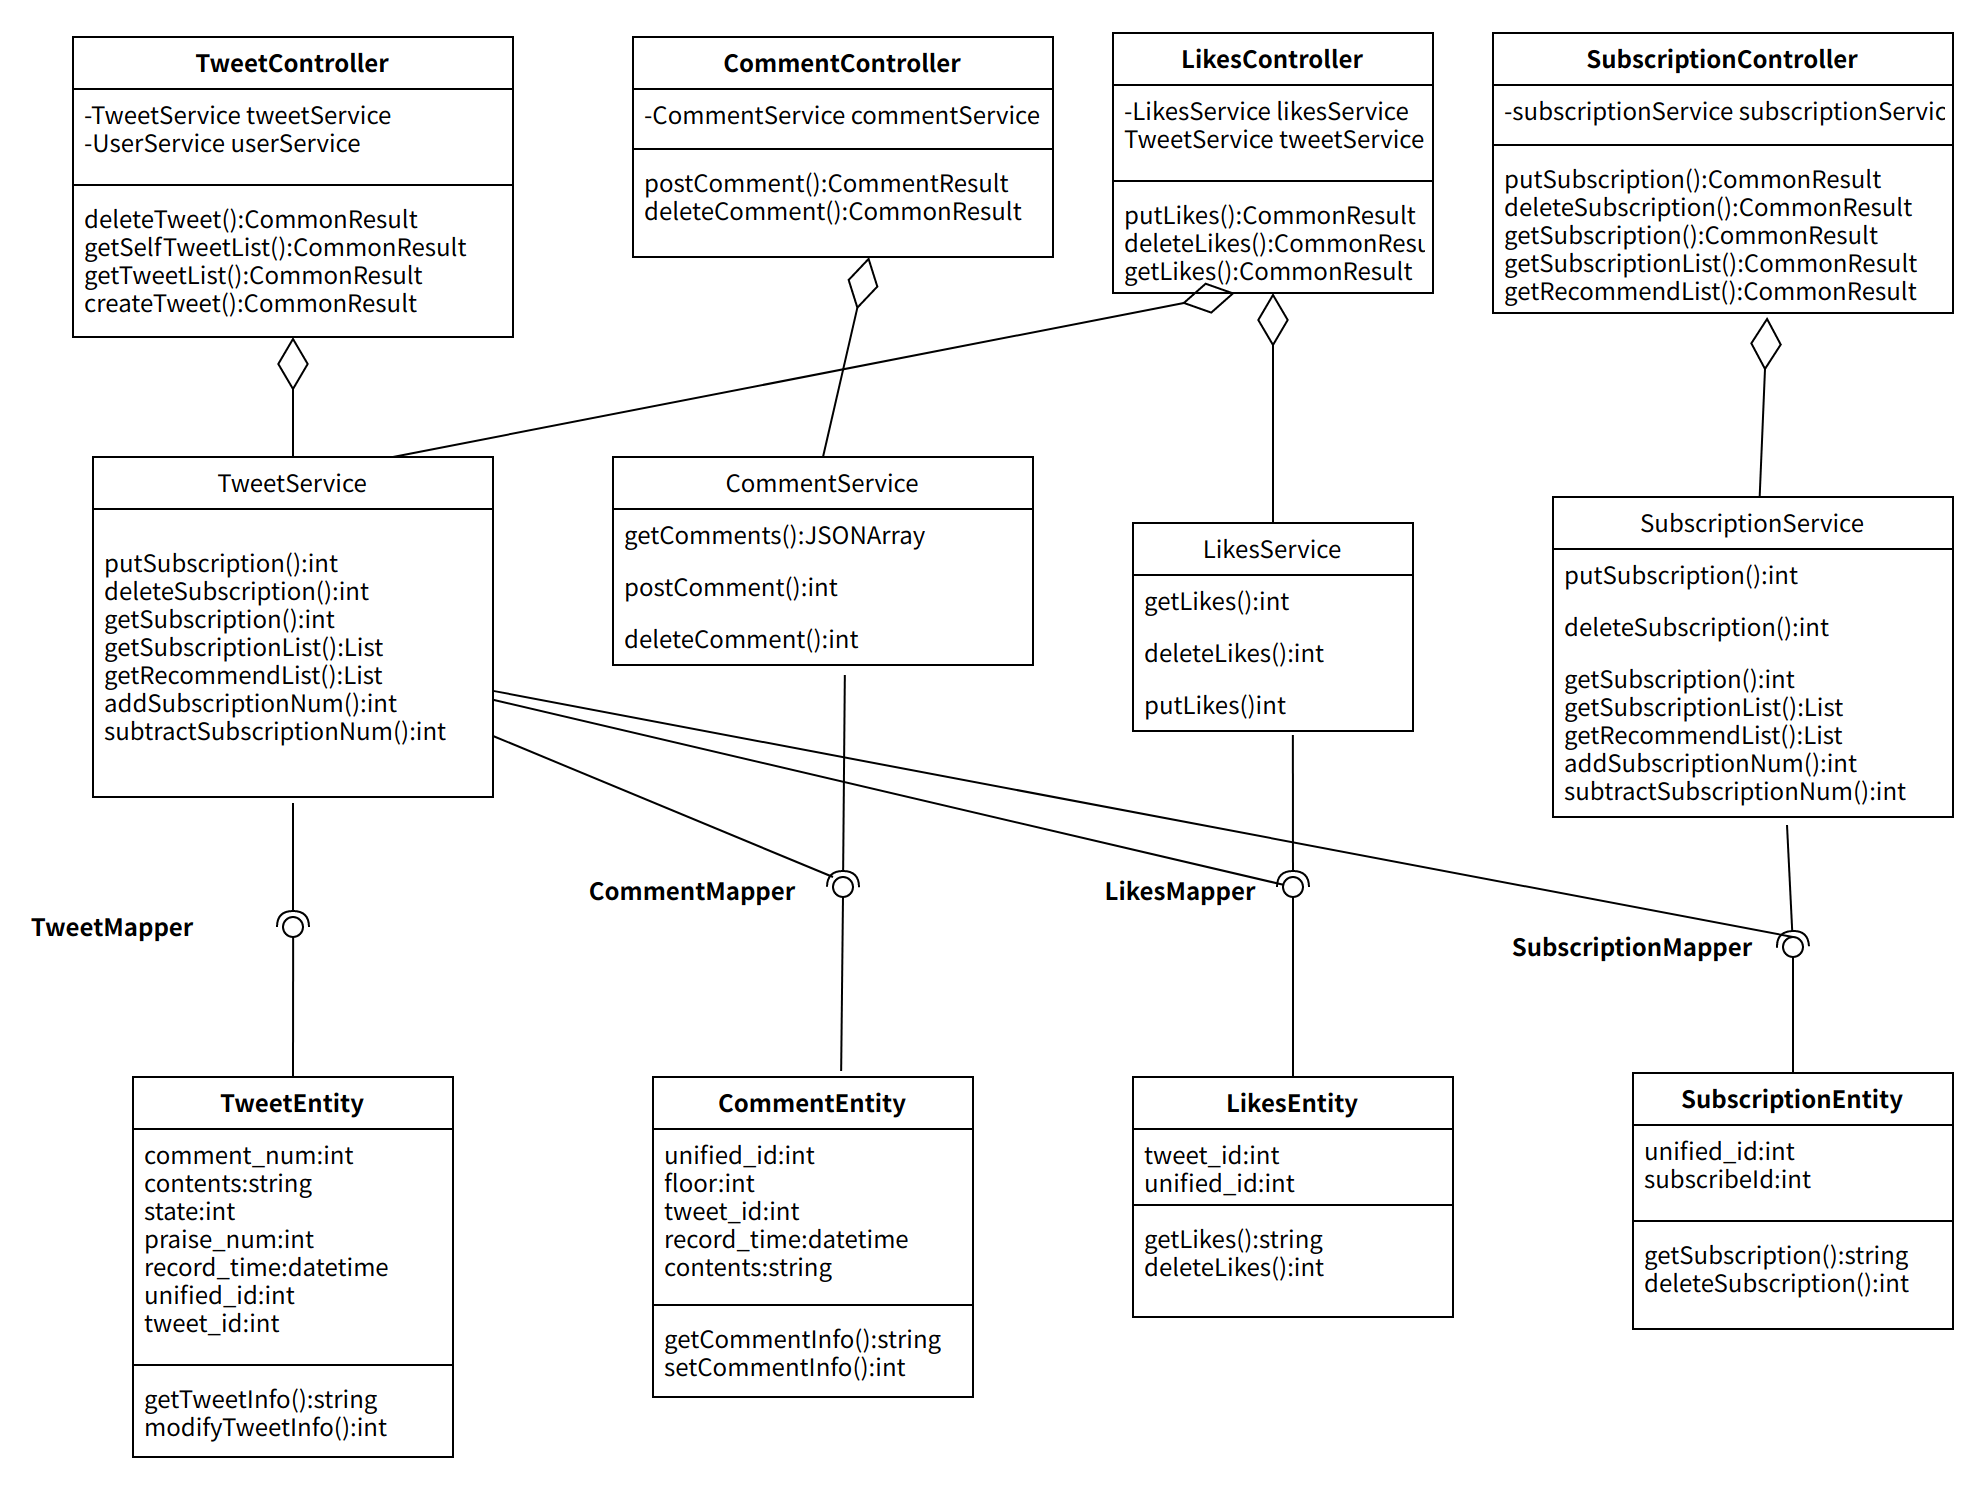 TweetController
-TweetService tweetService
-UserService userService
deleteTweet():CommonResult
getSelfTweetList():CommonResult
getTweetList():CommonResult
createTweet():CommonResult
CommentController
-CommentService commentService
postComment():CommentResult
deleteComment():CommonResult
LikesController
-LikesService likesService
TweetService tweetService
putLikes():CommonResult
deleteLikes():CommonResu
getLikes():CommonResult
SubscriptionController
-subscriptionService subscriptionServic
putSubscription():CommonResult
deleteSubscription():CommonResult
getSubscription():CommonResult
getSubscriptionList():CommonResult
getRecommendList():CommonResult
TweetService
putSubscription():int
deleteSubscription():int
getSubscription():int
getSubscriptionList():List
getRecommendList():List
addSubscriptionNum():int
subtractSubscriptionNum():int
CommentService
getComments():JSONArray
postComment():int
deleteComment():int
LikesService
getLikes():int
deleteLikes():int
putLikes()int
SubscriptionService
putSubscription():int
deleteSubscription():int
getSubscription():int
getSubscriptionList():List
getRecommendList():List
addSubscriptionNum():int
subtractSubscriptionNum():int
TweetMapper
CommentMapper
LikesMapper
SubscriptionMapper
TweetEntity
comment_num:int
contents:string
state:int
praise_num:int
record_time:datetime
unified_id:int
tweet_id:int
getTweetInfo():string
modifyTweetInfo():int
CommentEntity
unified_id:int
floor:int
tweet_id:int
record_time:datetime
contents:string
getCommentInfo():string
setCommentInfo():int
LikesEntity
tweet_id:int
unified_id:int
getLikes():string
deleteLikes():int
SubscriptionEntity
unified_id:int
subscribeId:int
getSubscription():string
deleteSubscription():int